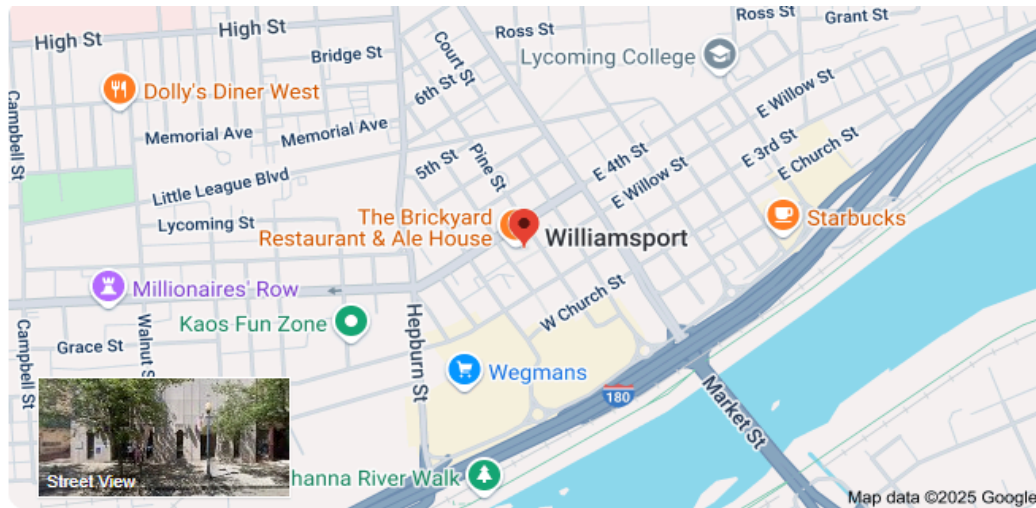 High St
High St
Ross St
Ross St
Grant St
Bridge St
Court St
Lycoming College
Dolly's Diner West
6th St
E Willow St
Campbell St
Memorial Ave
Memorial Ave
E 3rd St
E Church St
5th St
Pine St
E 4th St
Little League Blvd
E Willow St
Lycoming St
The Brickyard
Restaurant & Ale House
Williamsport
Starbucks
Millionaires' Row
W Church St
Kaos Fun Zone
Hepburn St
Campbell St
Walnut S
Grace St
Wegmans
180
Market St
Street View
hanna River Walk
Map data ©2025 Google